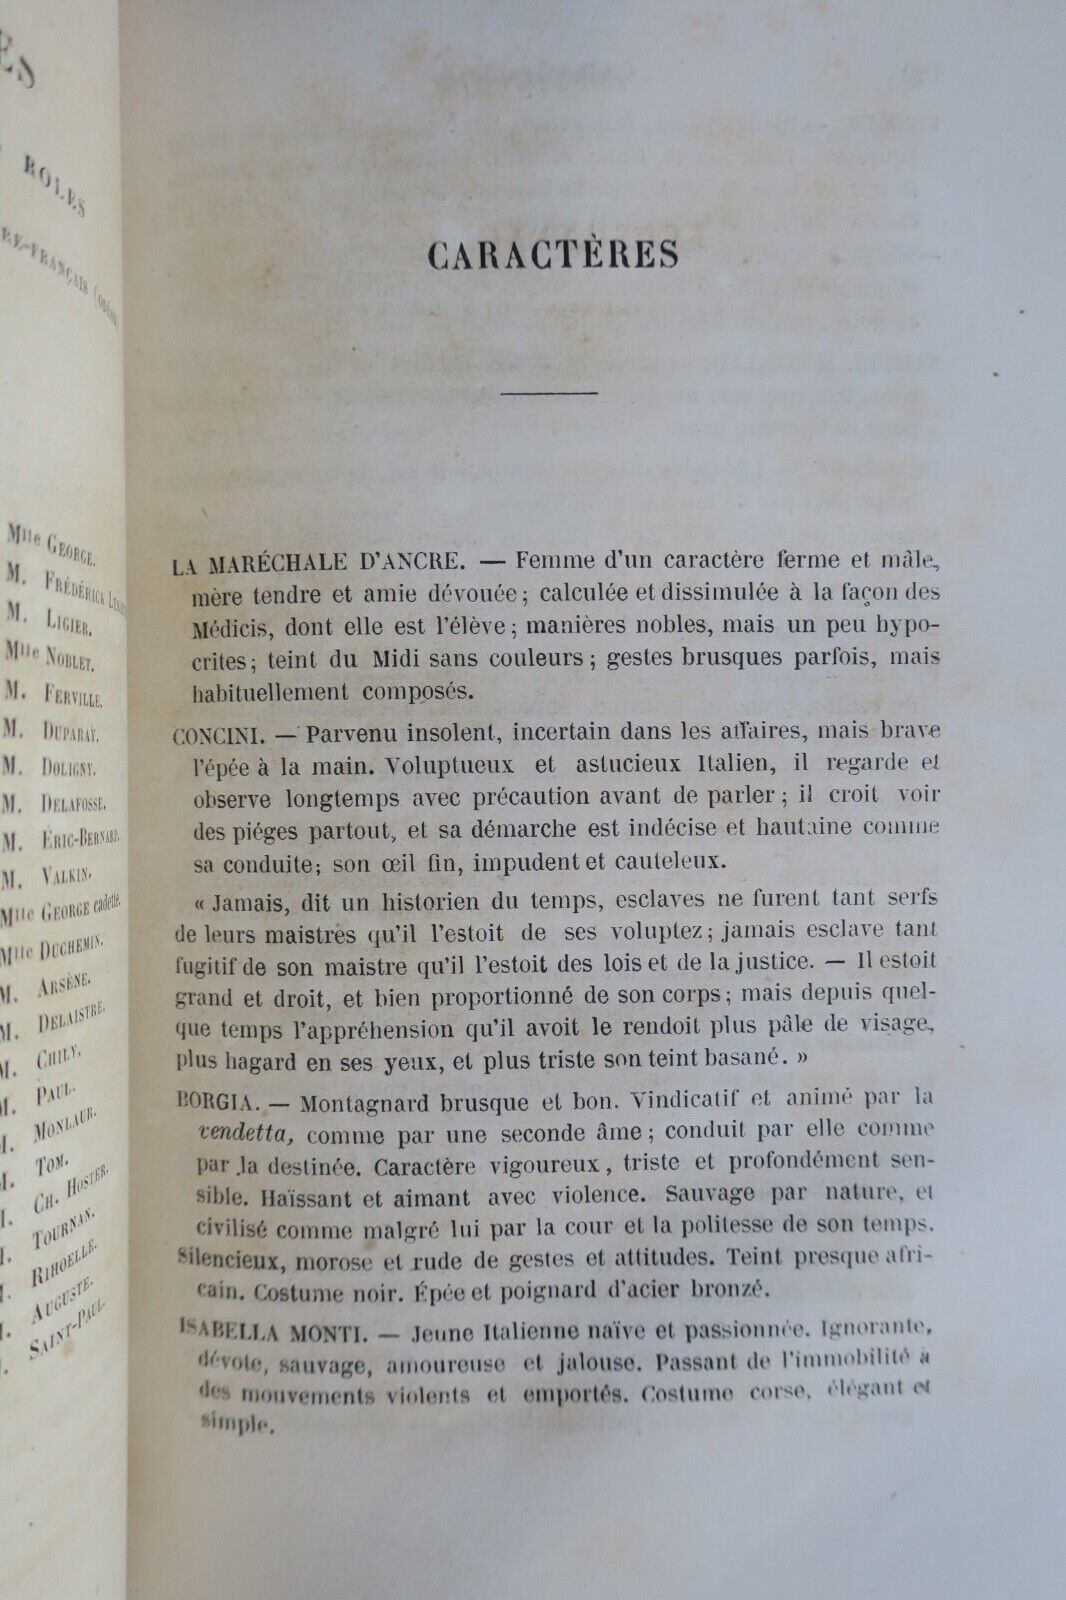 ES
ROLES
RE-FRANÇAIS (ODÉON
Mlle GEORGE.
M. FRÉDÉRICK
M. LIGIER.
Mlle NOBLET.
M. FERVILLE.
M. DUPARAY.
M. DOLIGNY.
M. DELAFOSSE.
M. ÉRIC-BERNARD.
M. VALKIN.
Mlle GEORGE cadette.
Mlle DUCHEMIN.
M. ARSÈNE.
M. DELAISTRE.
M. CHILY.
M. PAUL.
M. MONLAUR.
M. TOM.
M. CH. HOSTER.
M. TOURNAN.
M. RIHOELLE.
M. AUGUSTE.
SAINT-PAUL.
CARACTÈRES
LA MARÉCHALE D'ANCRE. — Femme d'un caractère ferme et mâle,
mère tendre et amie dévouée; calculée et dissimulée à la façon des
Médicis, dont elle est l'élève; manières nobles, mais un peu hypo-
crites; teint du Midi sans couleurs; gestes brusques parfois, mais
habituellement composés.
CONCINI. — Parvenu insolent, incertain dans les affaires, mais brave
l'épée à la main. Voluptueux et astucieux Italien, il regarde et
observe longtemps avec précaution avant de parler; il croit voir
des piéges partout, et sa démarche est indécise et hautaine comme
sa conduite; son œil fin, impudent et cauteleux.
« Jamais, dit un historien du temps, esclaves ne furent tant serfs
de leurs maistres qu'il l'estoit de ses voluptez; jamais esclave tant
fugitif de son maistre qu'il l'estoit des lois et de la justice. — Il estoit
grand et droit, et bien proportionné de son corps; mais depuis quel-
que temps l'appréhension qu'il avoit le rendoit plus pâle de visage,
plus hagard en ses yeux, et plus triste son teint basané. »
BORGIA. — Montagnard brusque et bon. Vindicatif et animé par la
vendetta, comme par une seconde âme; conduit par elle comme
par la destinée. Caractère vigoureux, triste et profondément sen-
sible. Haïssant et aimant avec violence. Sauvage par nature, et
civilisé comme malgré lui par la cour et la politesse de son temps.
Silencieux, morose et rude de gestes et attitudes. Teint presque afri-
cain. Costume noir. Épée et poignard d'acier bronzé.
ISABELLA MONTI. — Jeune Italienne naïve et passionnée. Ignorante,
dévote, sauvage, amoureuse et jalouse. Passant de l'immobilité à
des mouvements violents et emportés. Costume corse, élégant et
simple.